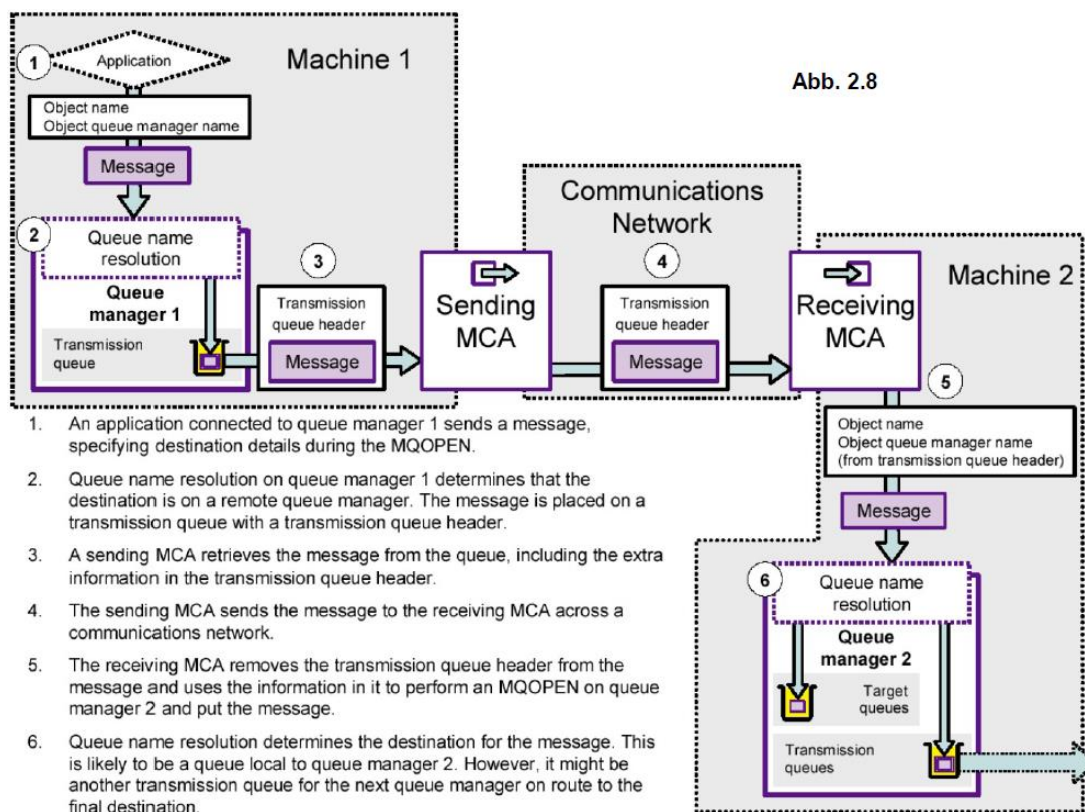 Abb. 2.8
Machine 1
1
Application
Object name
Object queue manager name
Message
2
Queue name
resolution
Queue
manager 1
Transmission
queue
3
Transmission
queue header
Message
Sending
MCA
Communications
Network
4
Transmission
queue header
Message
Receiving
MCA
Machine 2
5
Object name
Object queue manager name
(from transmission queue header)
Message
6
Queue name
resolution
Queue
manager 2
Target
queues
Transmission
queues
1. An application connected to queue manager 1 sends a message,
specifying destination details during the MQOPEN.
2. Queue name resolution on queue manager 1 determines that the
destination is on a remote queue manager. The message is placed on a
transmission queue with a transmission queue header.
3. A sending MCA retrieves the message from the queue, including the extra
information in the transmission queue header.
4. The sending MCA sends the message to the receiving MCA across a
communications network.
5. The receiving MCA removes the transmission queue header from the
message and uses the information in it to perform an MQOPEN on queue
manager 2 and put the message.
6. Queue name resolution determines the destination for the message. This
is likely to be a queue local to queue manager 2. However, it might be
another transmission queue for the next queue manager on route to the
final destination.